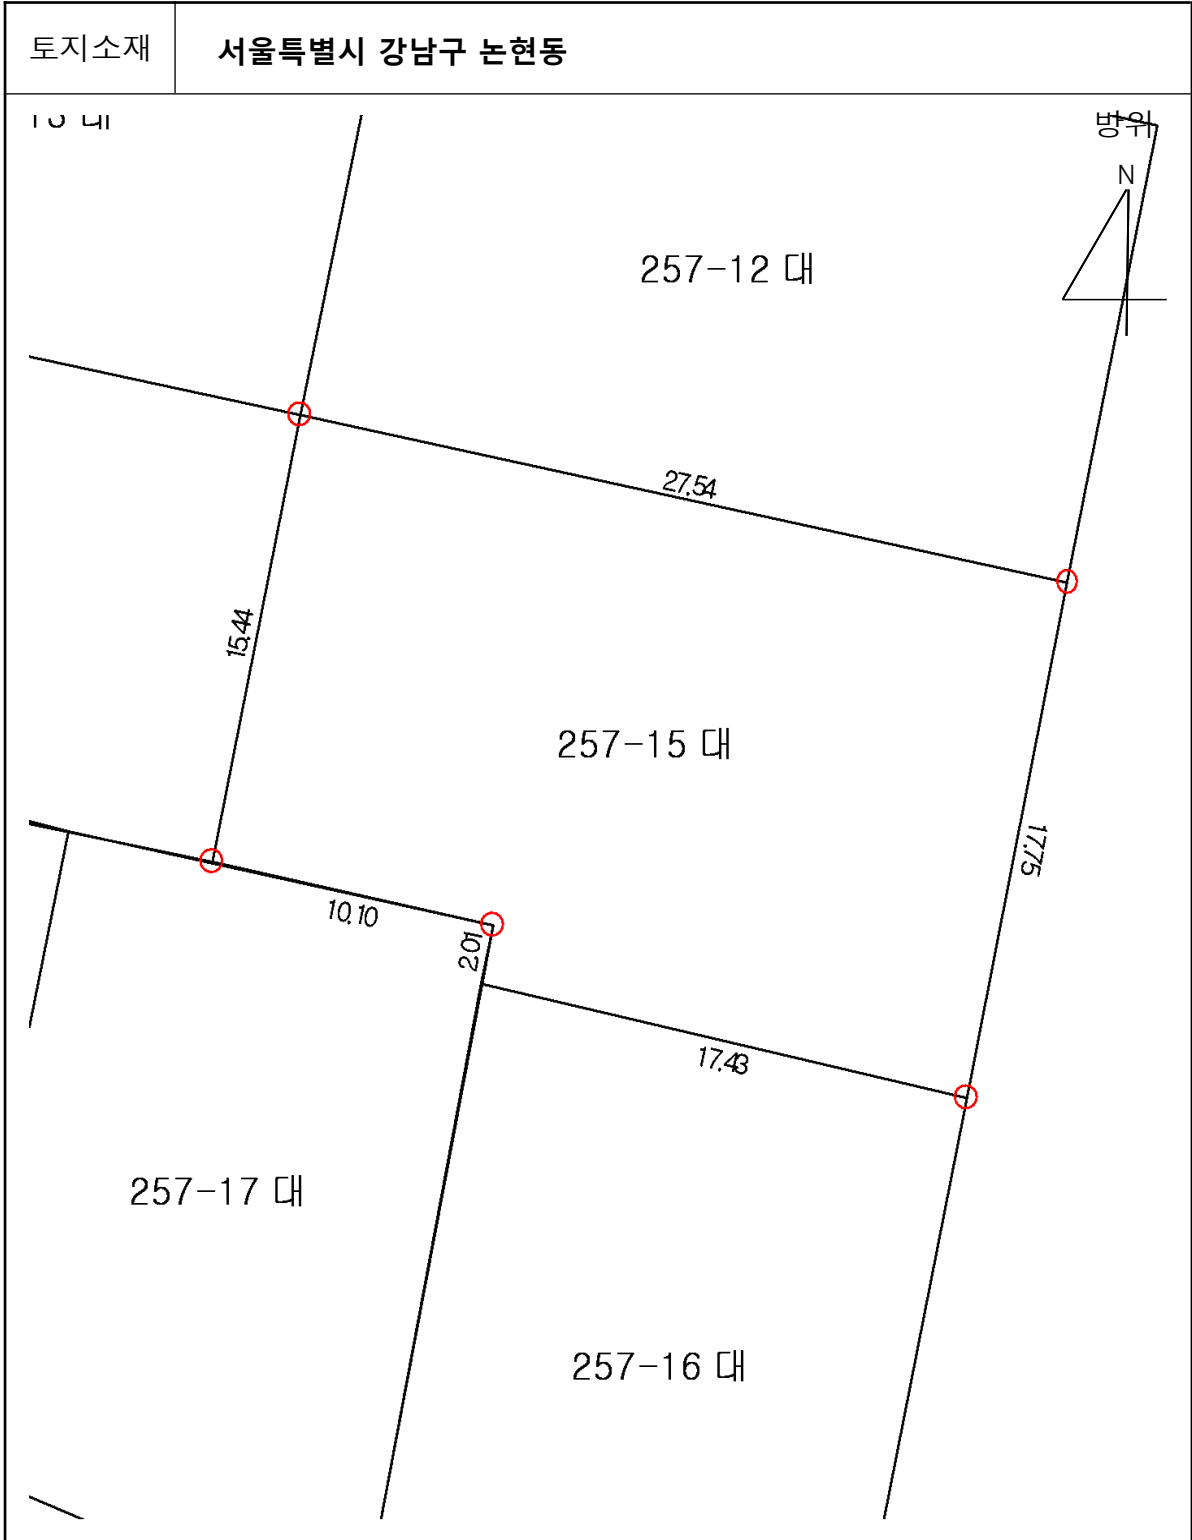 토지소재
서울특별시 강남구 논현동
대
방위
N
257-12 대
27.54
15.44
257-15 대
17.75
10.10
2.01
17.43
257-17 대
257-16 대